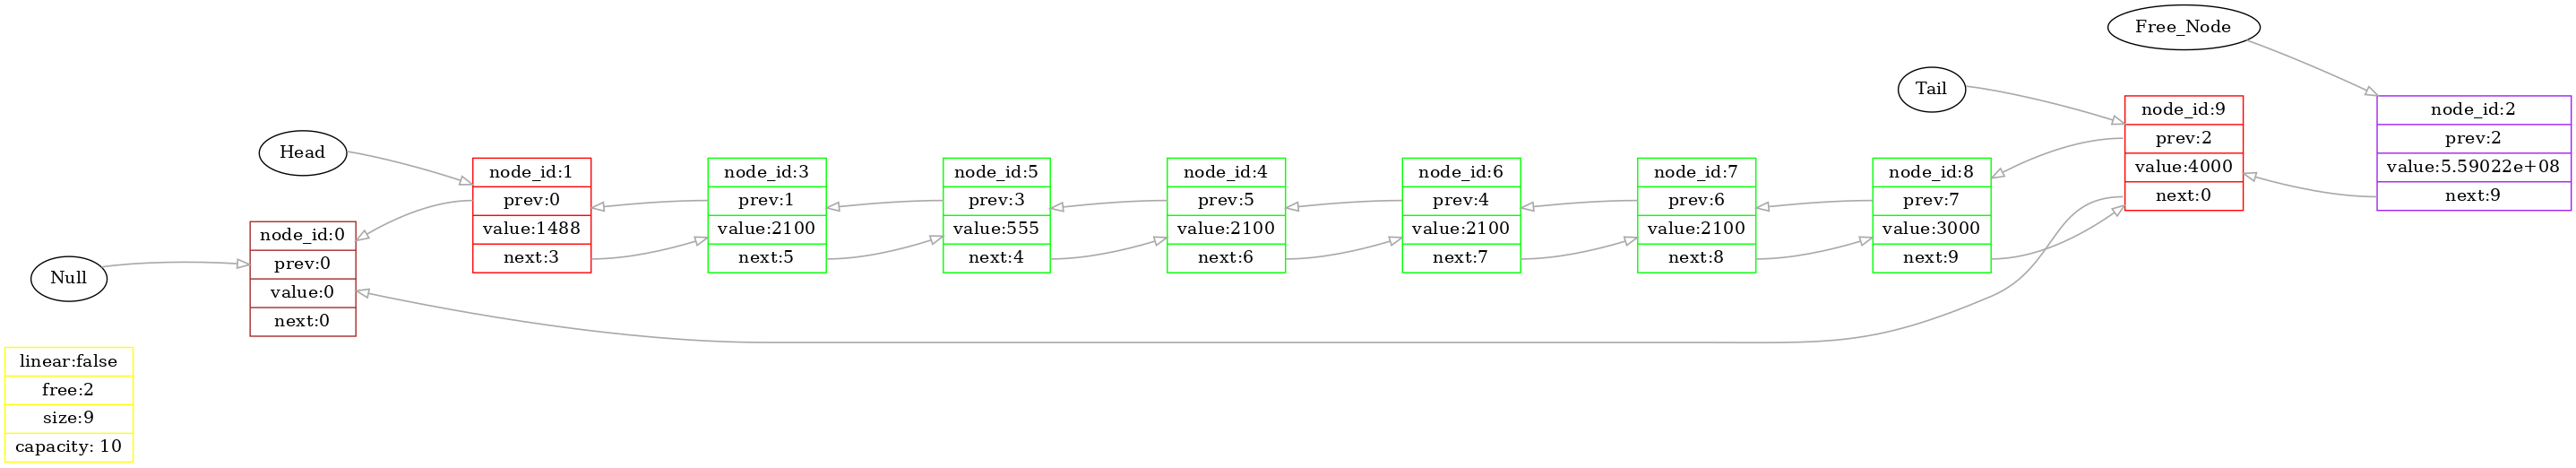 Free_Node
Tail
Head
Null
node_id:0
prev:0
value:0
next:0
node_id:1
prev:0
value:1488
next:3
node_id:3
prev:1
value:2100
next:5
node_id:5
prev:3
value:555
next:4
node_id:4
prev:5
value:2100
next:6
node_id:6
prev:4
value:2100
next:7
node_id:7
prev:6
value:2100
next:8
node_id:8
prev:7
value:3000
next:9
node_id:9
prev:2
value:4000
next:0
node_id:2
prev:2
value:5.59022e+08
next:9
linear:false
free:2
size:9
capacity: 10